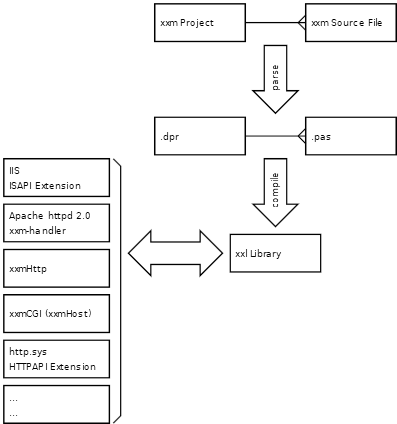 xxm Project
xxm Source File
parse
.dpr
.pas
compile
IIS
ISAPI Extension
Apache httpd 2.0
xxm-handler
xxmHttp
xxl Library
xxmCGI (xxmHost)
http.sys
HTTPAPI Extension
...
...